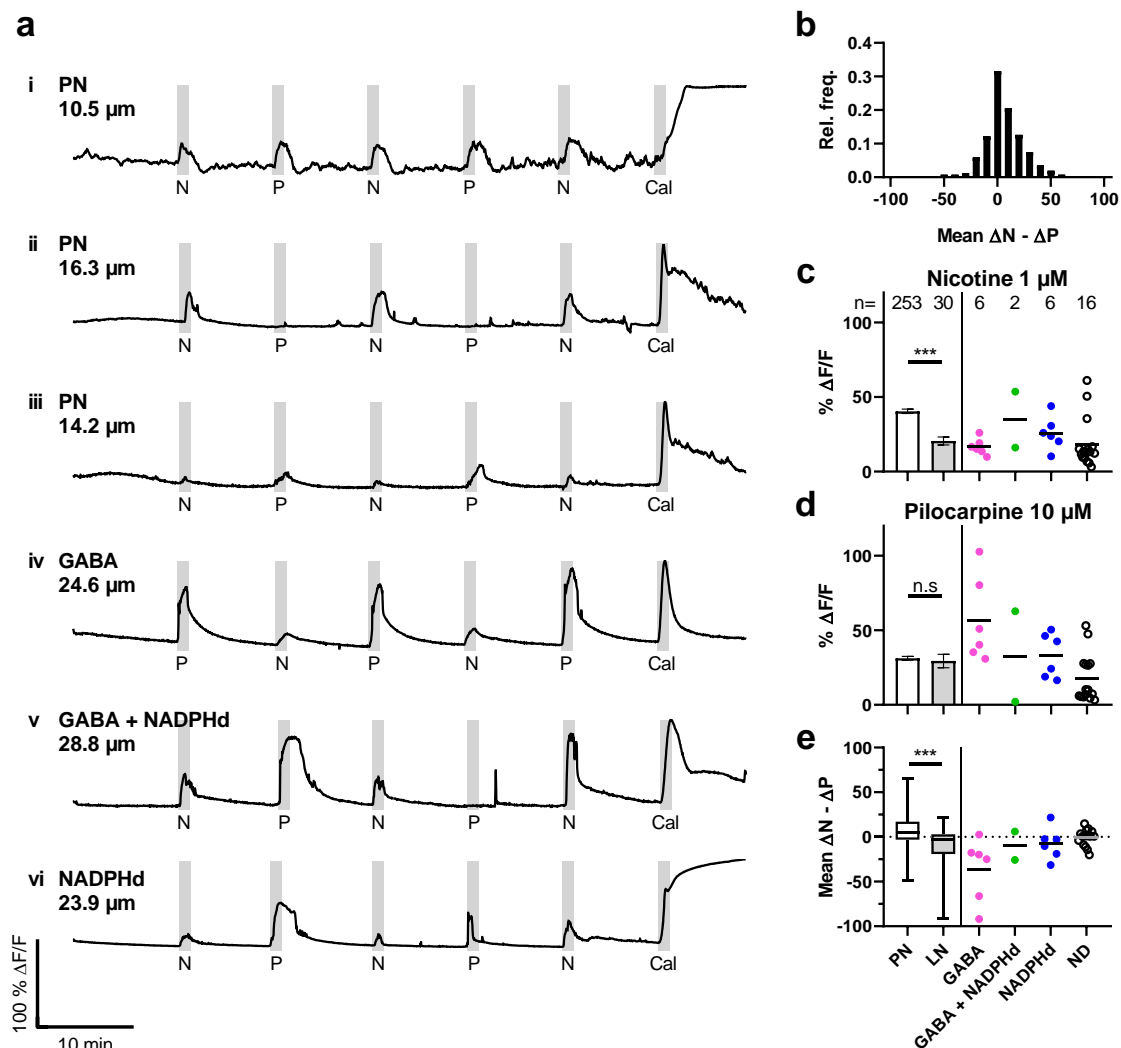 a
i PN
10.5 µm
N P N P N Cal
ii PN
16.3 µm
N P N P N Cal
iii PN
14.2 µm
N P N P N Cal
iv GABA
24.6 µm
P N P N P Cal
v GABA + NADPHd
28.8 µm
N P N P N Cal
vi NADPHd
23.9 µm
N P N P N Cal
100 % ΔF/F
10 min
b
Rel. freq.
0.4
0.3
0.2
0.1
0.0
-100 -50 0 50 100
Mean ΔN - ΔP
c
Nicotine 1 µM
n= 253 30 6 2 6 16
% ΔF/F
100
50
0
***
d
Pilocarpine 10 µM
% ΔF/F
100
50
0
n.s
e
Mean ΔN - ΔP
100
50
0
-50
-100
***
PN
LN
GABA
GABA + NADPHd
NADPHd
ND